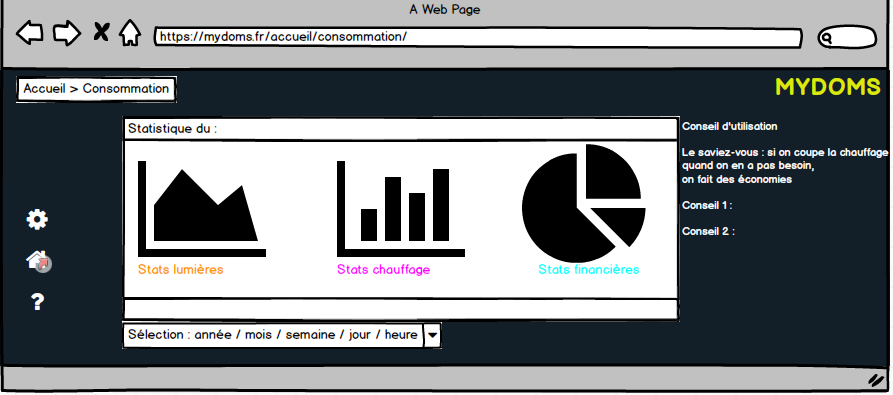 A Web Page
https://mydoms.fr/accueil/consommation/
Accueil > Consommation
MYDOMS
Statistique du :
Stats lumières
Stats chauffage
Stats financières
Sélection : année / mois / semaine / jour / heure
Conseil d'utilisation
Le saviez-vous : si on coupe la chauffage
quand on en a pas besoin,
on fait des économies
Conseil 1 :
Conseil 2 :
?